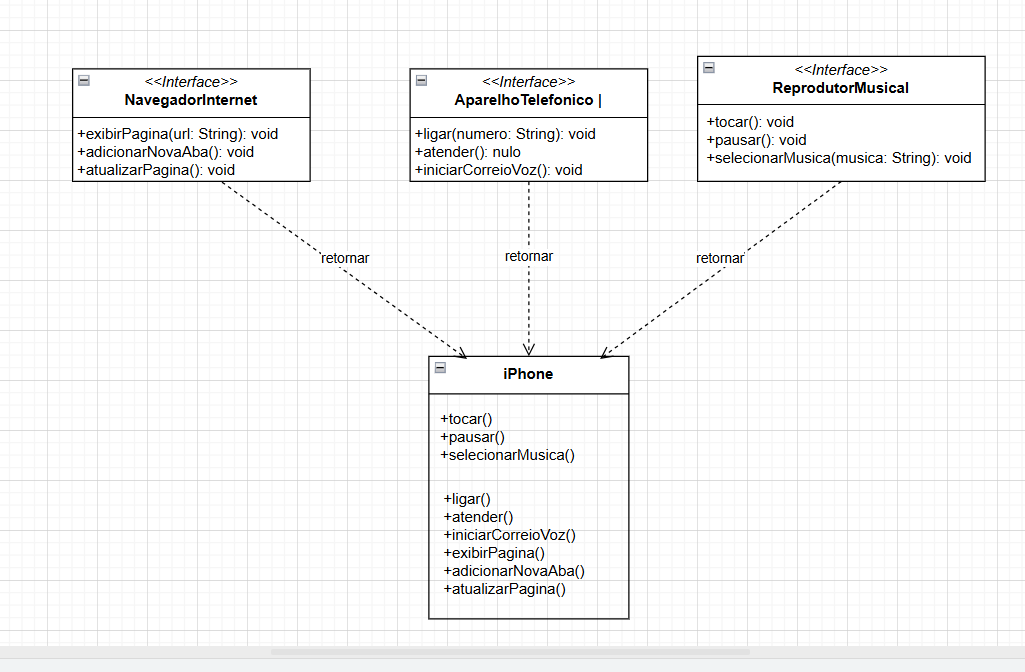 <<Interface>>
NavegadorInternet
+exibirPagina(url: String): void
+adicionarNovaAba(): void
+atualizarPagina(): void
<<Interface>>
AparelhoTelefonico |
+ligar(numero: String): void
+atender(): nulo
+iniciarCorreioVoz(): void
<<Interface>>
ReprodutorMusical
+tocar(): void
+pausar(): void
+selecionarMusica(musica: String): void
retornar
retornar
retornar
iPhone
+tocar()
+pausar()
+selecionarMusica()
+ligar()
+atender()
+iniciarCorreioVoz()
+exibirPagina()
+adicionarNovaAba()
+atualizarPagina()